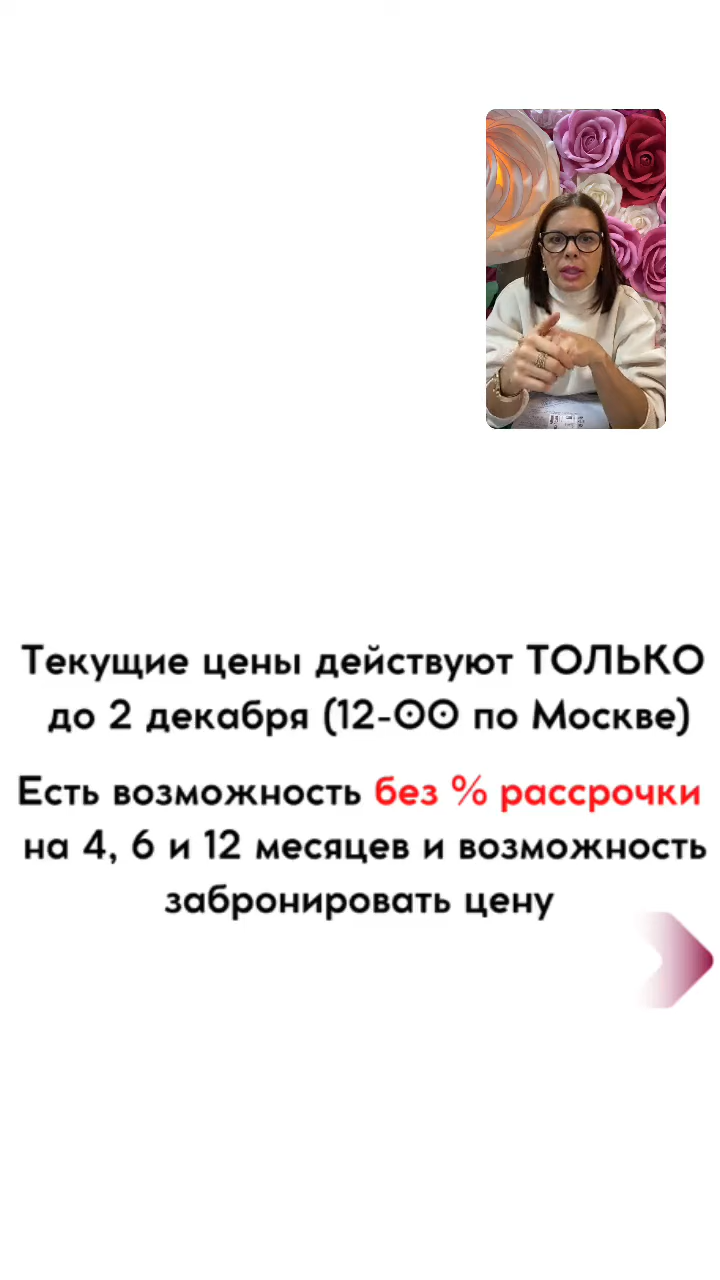 Текущие цены действуют ТОЛЬКО
до 2 декабря (12-00 по Москве)
Есть возможность без % рассрочки
на 4, 6 и 12 месяцев и возможность
забронировать цену